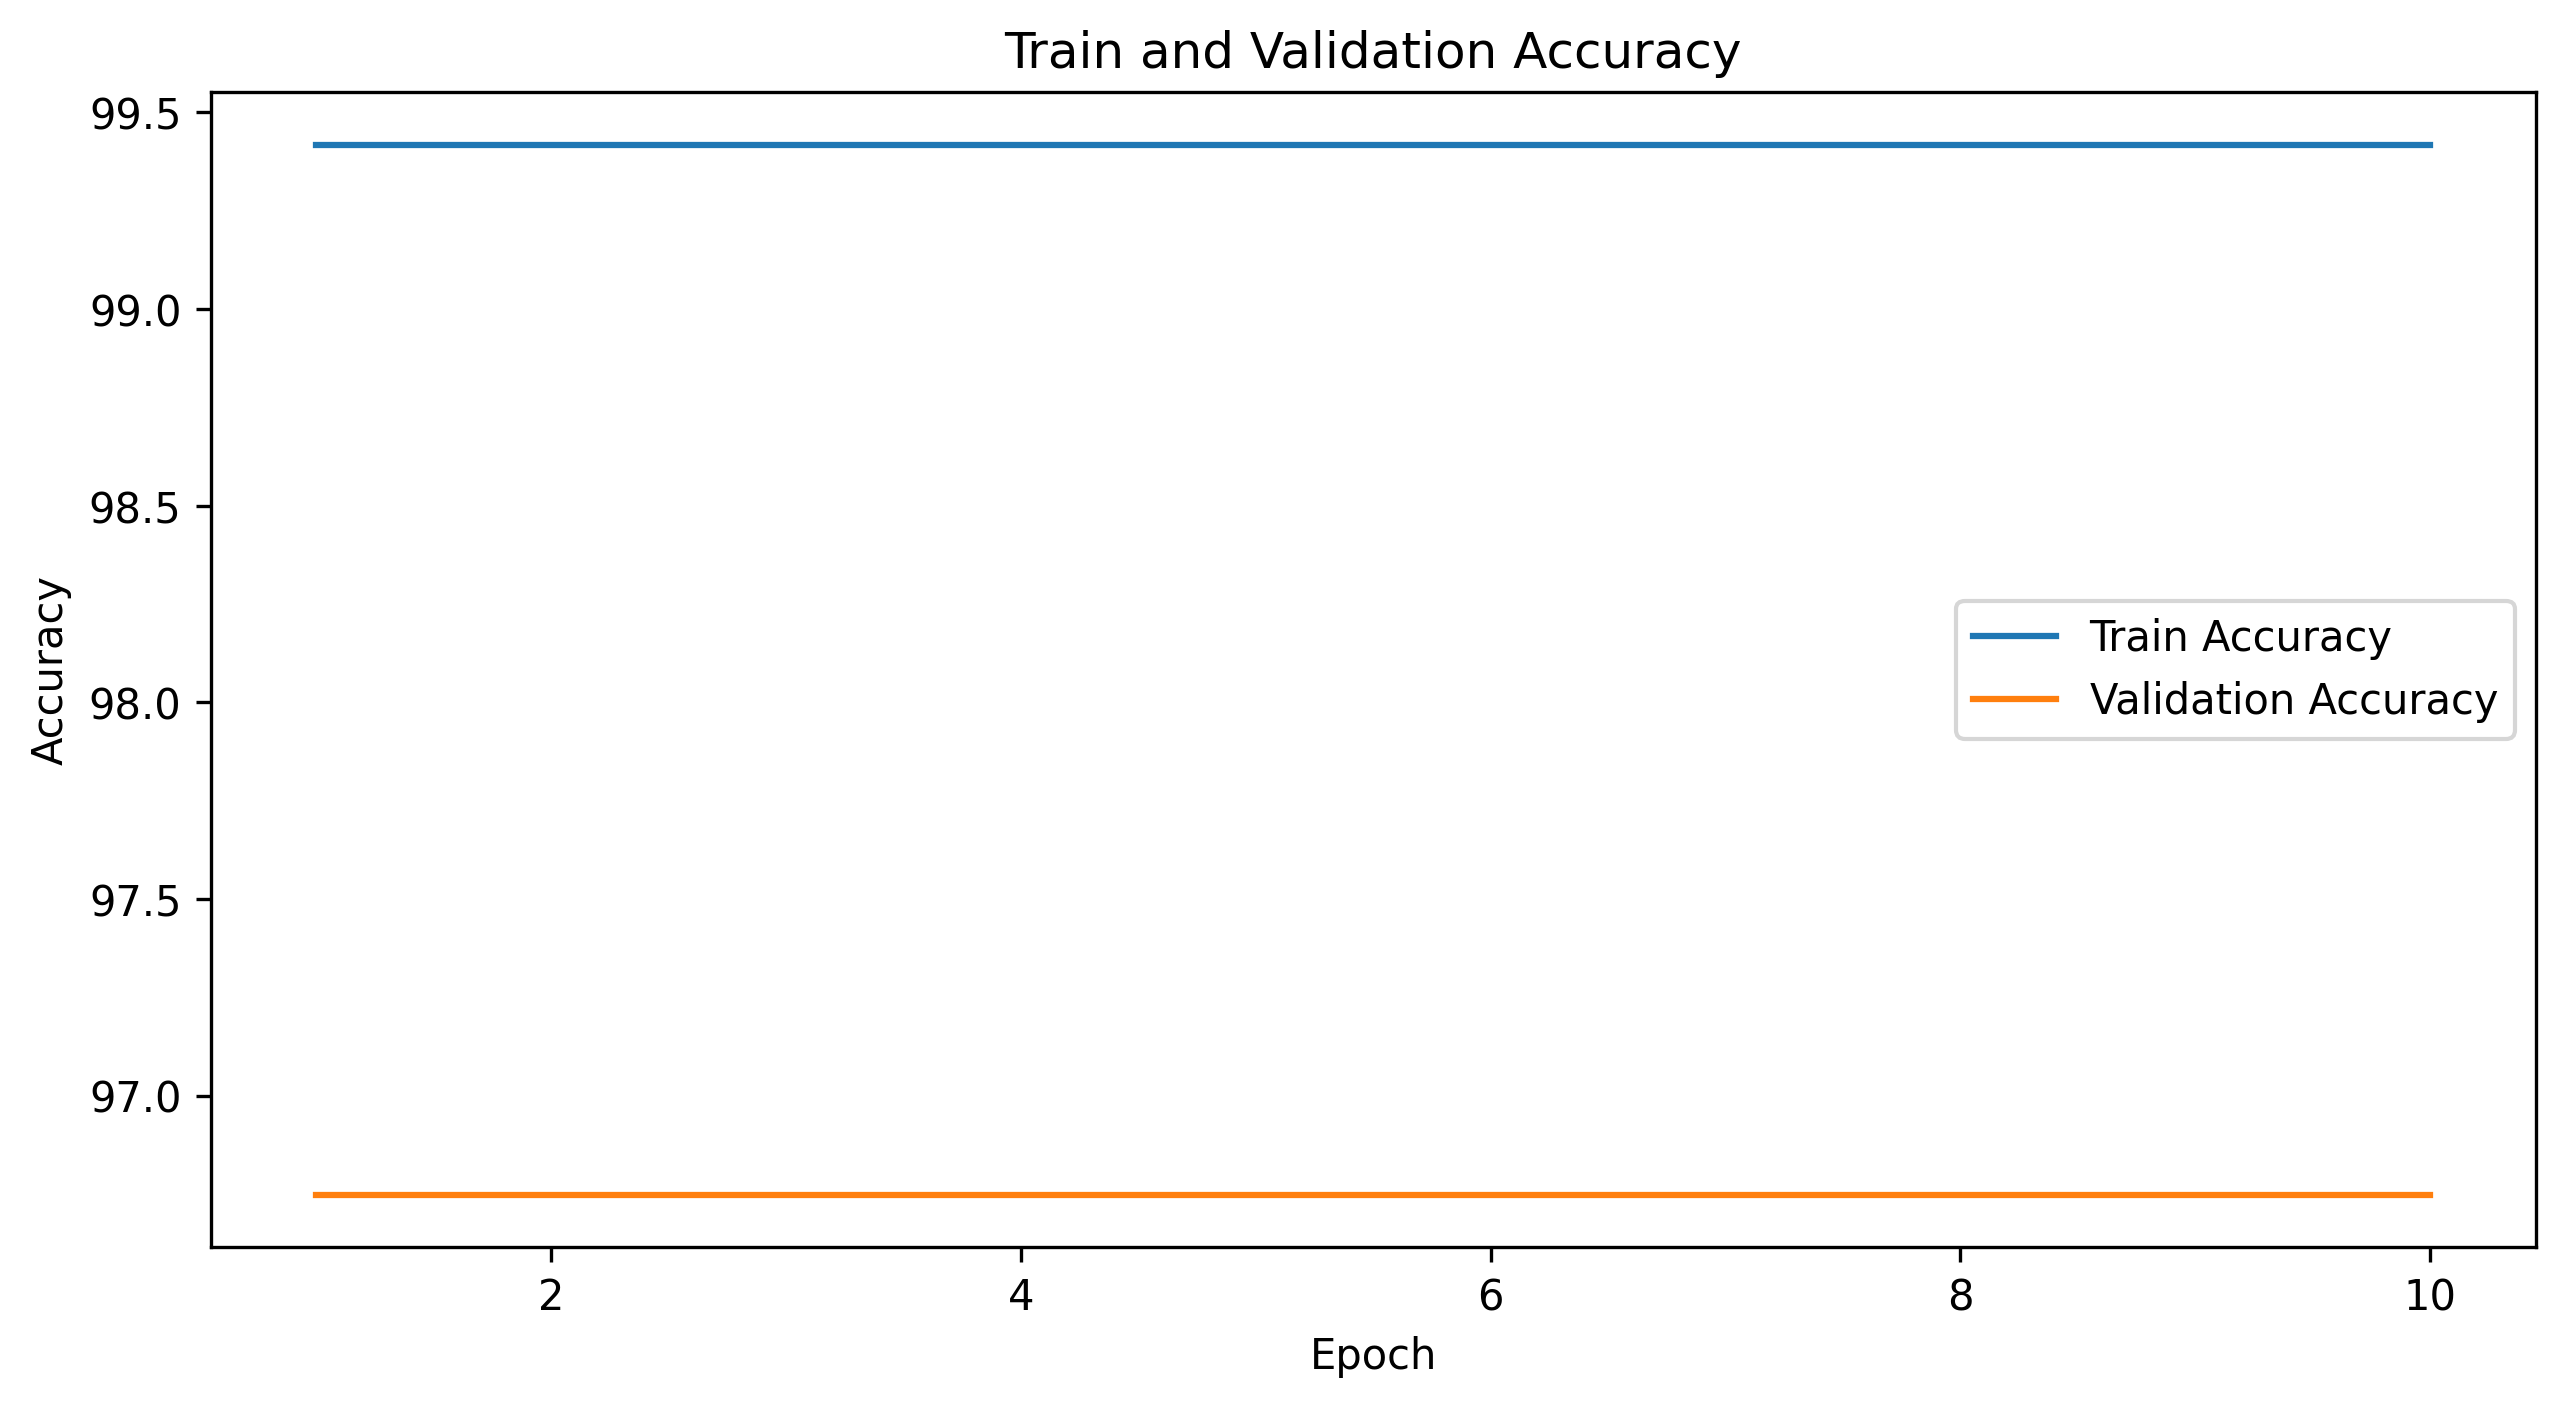 Train and Validation Accuracy
99.5
99.0
98.5
98.0
97.5
97.0
Accuracy
Train Accuracy
Validation Accuracy
2 4 6 8 10
Epoch